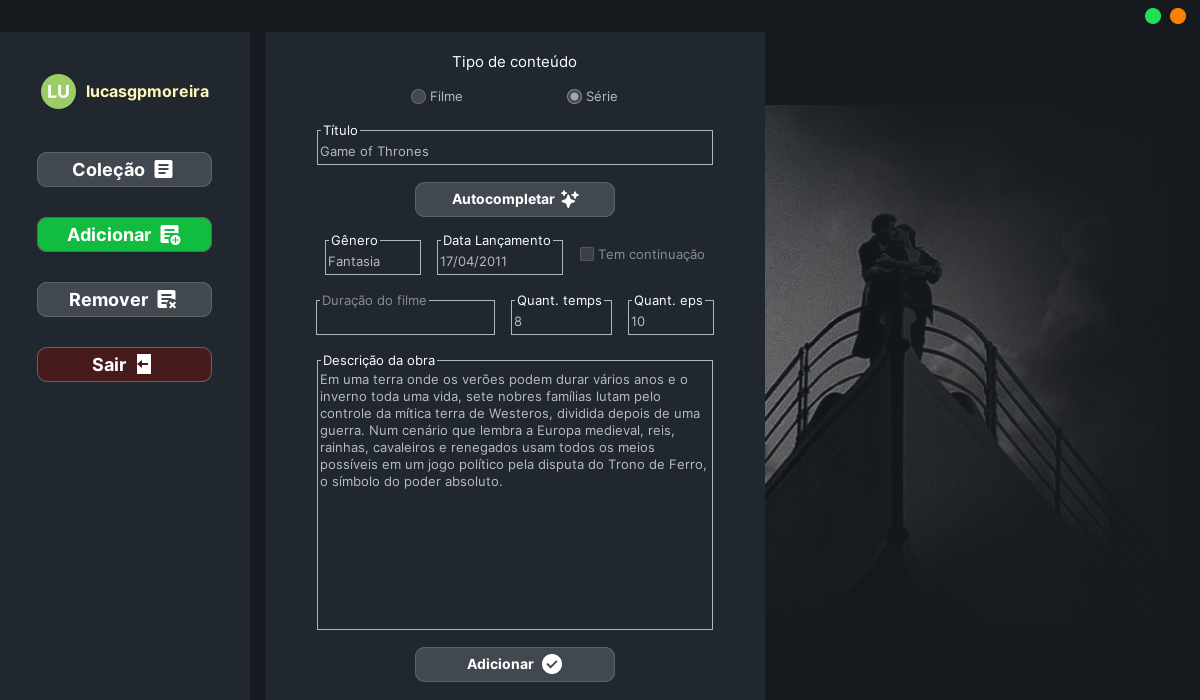 LU lucasgpmoreira
Coleção
Adicionar
Remover
Sair
Tipo de conteúdo
Filme Série
Título
Game of Thrones
Autocompletar
Gênero Data Lançamento
Fantasia 17/04/2011 Tem continuação
Duração do filme Quant. temps Quant. eps
8 10
Descrição da obra
Em uma terra onde os verões podem durar vários anos e o
inverno toda uma vida, sete nobres famílias lutam pelo
controle da mítica terra de Westeros, dividida depois de uma
guerra. Num cenário que lembra a Europa medieval, reis,
rainhas, cavaleiros e renegados usam todos os meios
possíveis em um jogo político pela disputa do Trono de Ferro,
o símbolo do poder absoluto.
Adicionar